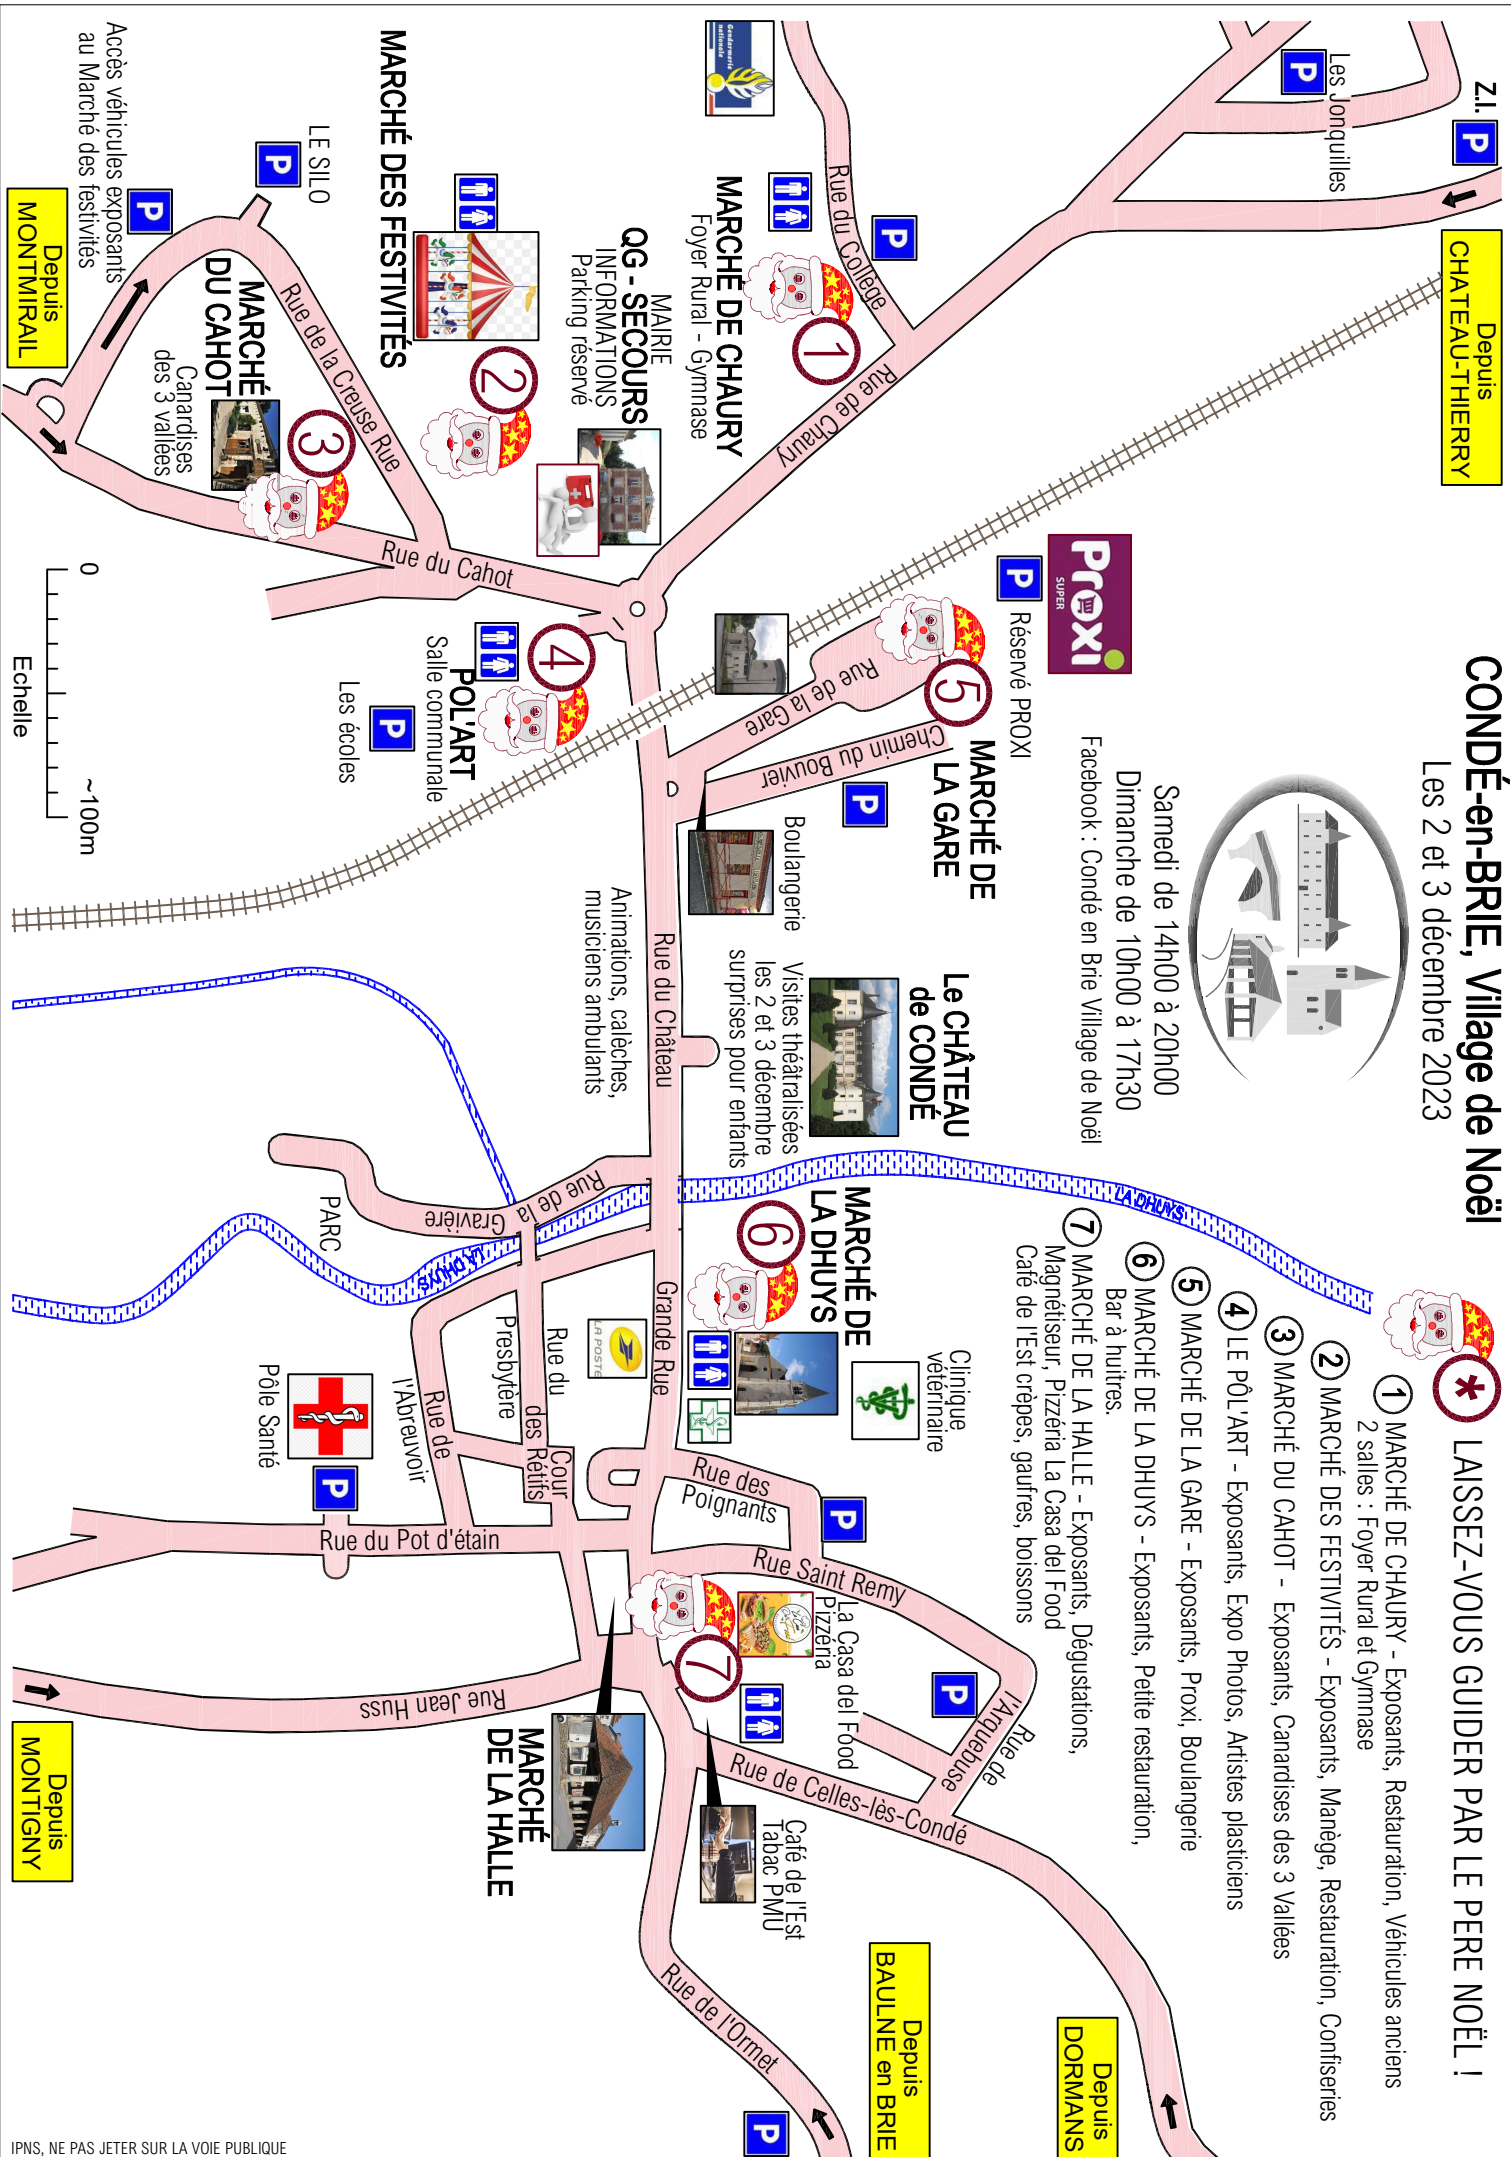 CONDÉ-en-BRIE, Village de Noël
Les 2 et 3 décembre 2023
Samedi de 14h00 à 20h00
Dimanche de 10h00 à 17h30
Facebook : Condé en Brie Village de Noël
* LAISSEZ-VOUS GUIDER PAR LE PERE NOËL !
1 MARCHÉ DE CHAURY - Exposants, Restauration, Véhicules anciens
2 salles : Foyer Rural et Gymnase
2 MARCHÉ DES FESTIVITÉS - Exposants, Manège, Restauration, Confiseries
3 MARCHÉ DU CAHOT - Exposants, Canardises des 3 Vallées
4 LE PÔL'ART - Exposants, Expo Photos, Artistes plasticiens
5 MARCHÉ DE LA GARE - Exposants, Proxi, Boulangerie
6 MARCHÉ DE LA DHUYS - Exposants, Petite restauration,
Bar à huitres.
7 MARCHÉ DE LA HALLE - Exposants, Dégustations,
Magnétiseur, Pizzéria La Casa del Food
Café de l'Est crêpes, gaufres, boissons
Z.I.
P
Depuis
CHATEAU-THIERRY
Les Jonquilles
P
Gendarmerie
nationale
Rue du Collège
P
1
MARCHÉ DE CHAURY
Foyer Rural - Gymnase
Rue de Chaury
MAIRIE
QG - SECOURS
INFORMATIONS
Parking réservé
MARCHÉ DES FESTIVITÉS
2
LE SILO
P
Accès véhicules exposants
au Marché des festivités
P
Depuis
MONTMIRAIL
MARCHÉ
DU CAHOT
Canardises
des 3 vallées
3
Rue de la Creuse Rue
Rue du Cahot
0
~100m
Echelle
4
POL'ART
Salle communale
Les écoles
P
Proxi
SUPER
P
Réservé PROXI
5
MARCHÉ DE
LA GARE
Rue de la Gare
Chemin du Bouvier
P
Boulangerie
Rue du Château
Animations, calèches,
musiciens ambulants
Le CHÂTEAU
de CONDÉ
Visites théâtralisées
les 2 et 3 décembre
surprises pour enfants
LA DHUYS
MARCHÉ DE
LA DHUYS
6
Rue de la
Gravière
PARC
LA DHUYS
Grande Rue
LA POSTE
Clinique
vétérinaire
Rue du
Presbytère
Rue de
l'Abreuvoir
Cour
des Rétifs
Pôle Santé
P
Rue des
Poignants
P
Rue du Pot d'étain
Rue Saint Remy
La Casa del Food
Pizzéria
7
P
Rue de
l'Arquebuse
Rue Jean Huss
MARCHÉ
DE LA HALLE
Depuis
MONTIGNY
Rue de Celles-lès-Condé
Café de l'Est
Tabac PMU
Rue de l'Ormet
Depuis
BAULNE en BRIE
Depuis
DORMANS
P
IPNS, NE PAS JETER SUR LA VOIE PUBLIQUE